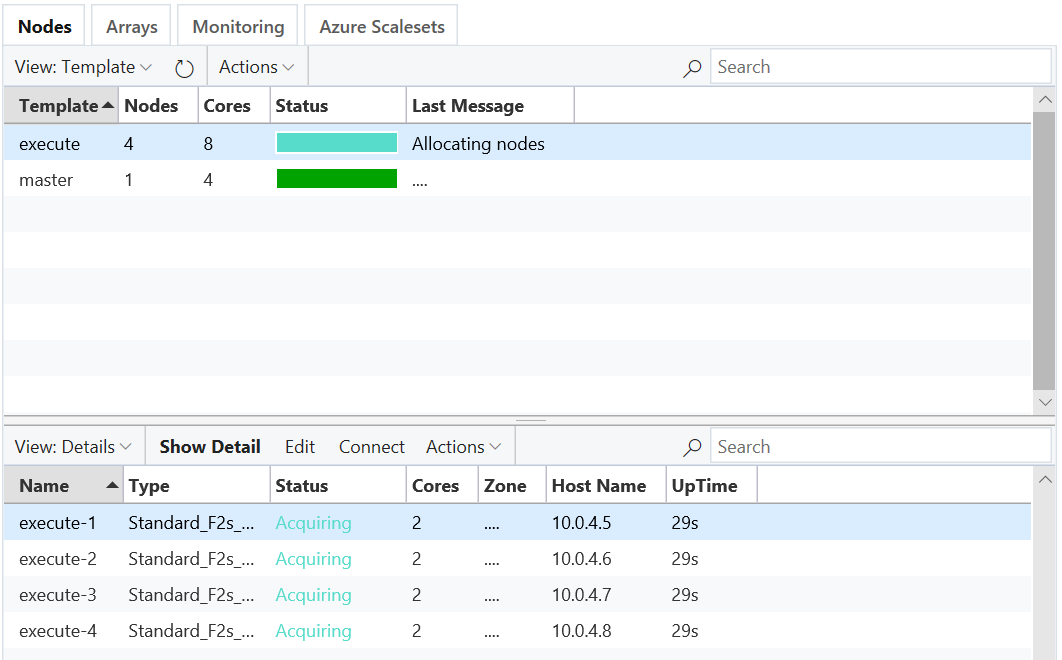 Nodes Arrays Monitoring Azure Scalesets
View: Template Actions Search
Template Nodes Cores Status Last Message
execute 4 8 Allocating nodes
master 1 4 ....
View: Details Show Detail Edit Connect Actions Search
Name Type Status Cores Zone Host Name UpTime
execute-1 Standard_F2s_... Acquiring 2 .... 10.0.4.5 29s
execute-2 Standard_F2s_... Acquiring 2 .... 10.0.4.6 29s
execute-3 Standard_F2s_... Acquiring 2 .... 10.0.4.7 29s
execute-4 Standard_F2s_... Acquiring 2 .... 10.0.4.8 29s